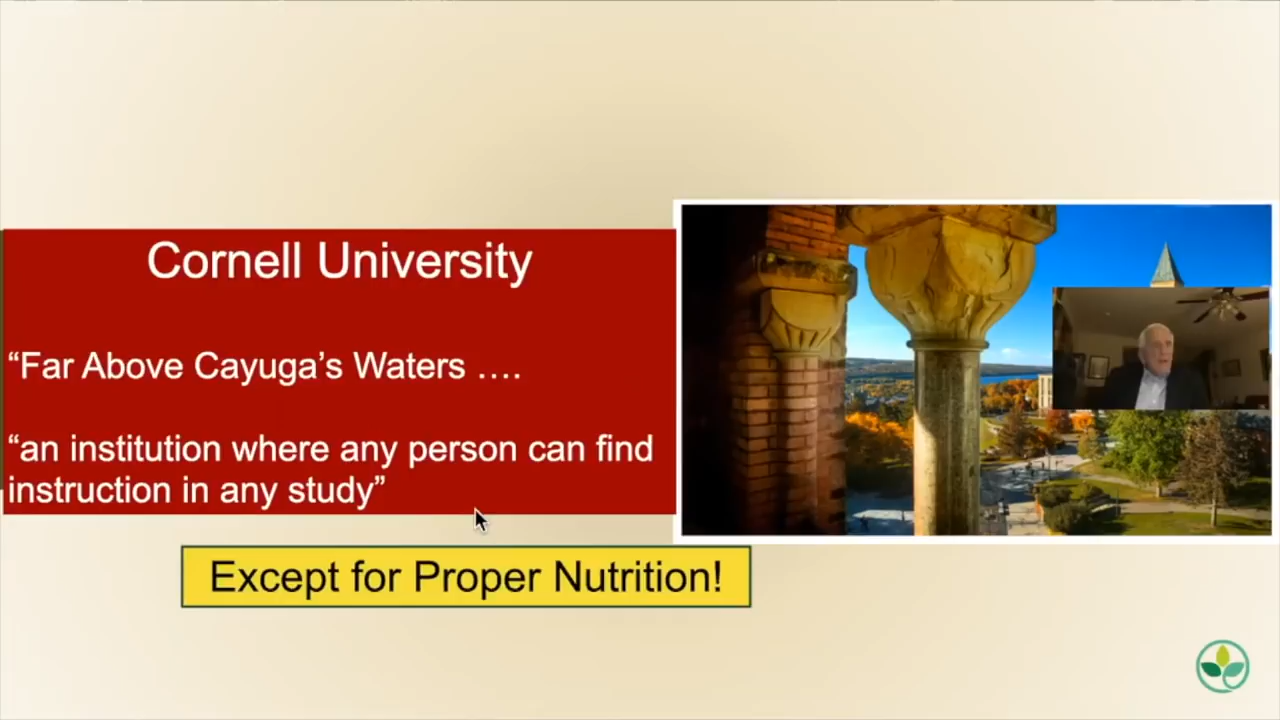 Cornell University
“Far Above Cayuga’s Waters ….
“an institution where any person can find
instruction in any study”
Except for Proper Nutrition!